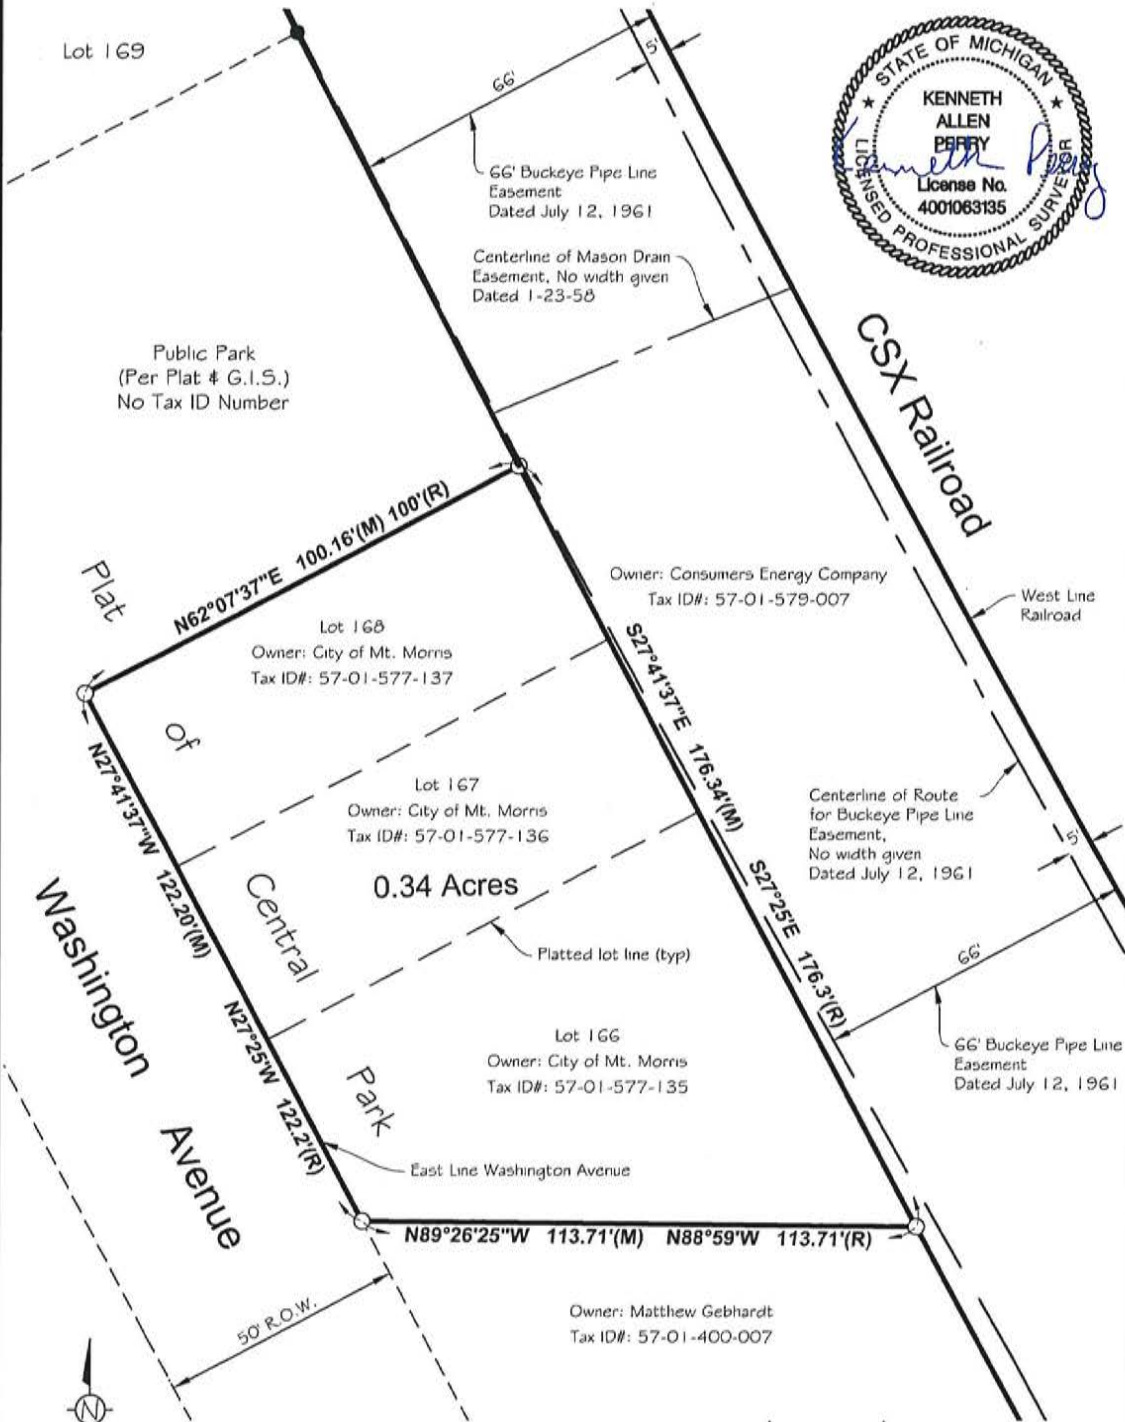 Lot 169
66'
5'
STATE OF MICHIGAN
KENNETH
ALLEN
PERRY
License No.
4001063135
LICENSED PROFESSIONAL SURVEYOR
Kenneth Perry
66' Buckeye Pipe Line
Easement
Dated July 12, 1961
Centerline of Mason Drain
Easement, No width given
Dated 1-23-58
Public Park
(Per Plat & G.I.S.)
No Tax ID Number
CSX Railroad
N62°07'37"E 100.16'(M) 100'(R)
Plat
of
Central
Park
Owner: Consumers Energy Company
Tax ID#: 57-01-579-007
West Line
Railroad
Lot 168
Owner: City of Mt. Morris
Tax ID#: 57-01-577-137
S27°41'37"E 176.34'(M) S27°25'E 176.3'(R)
N27°41'37"W 122.20'(M) N27°25'W 122.2'(R)
Lot 167
Owner: City of Mt. Morris
Tax ID#: 57-01-577-136
0.34 Acres
Centerline of Route
for Buckeye Pipe Line
Easement,
No width given
Dated July 12, 1961
5'
Washington Avenue
Platted lot line (typ)
66'
Lot 166
Owner: City of Mt. Morris
Tax ID#: 57-01-577-135
66' Buckeye Pipe Line
Easement
Dated July 12, 1961
East Line Washington Avenue
N89°26'25"W 113.71'(M) N88°59'W 113.71'(R)
50' R.O.W.
Owner: Matthew Gebhardt
Tax ID#: 57-01-400-007
N